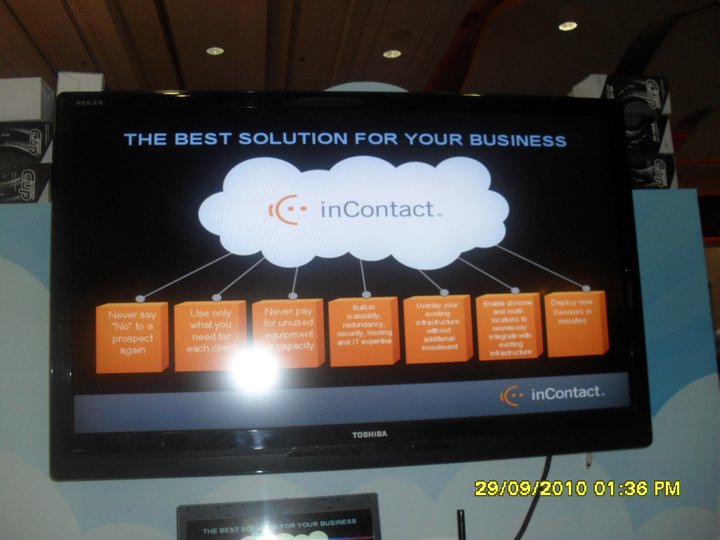 REGZA
THE BEST SOLUTION FOR YOUR BUSINESS
inContact
Never say
"No" to a
prospect
again
Use only
what you
need for
each client
Never pay
for unused
equipment
or capacity
Built-in
scalability,
redundancy,
security, hosting
and IT expertise
Overlay your
existing
infrastructure
without
additional
investment
Enable at-home
and multi-
locations to
seamlessly
integrate with
existing
infrastructure
Deploy new
Services in
minutes
inContact
TOSHIBA
29/09/2010 01:36 PM
THE BEST SOLUTION FOR YOUR BUSINESS